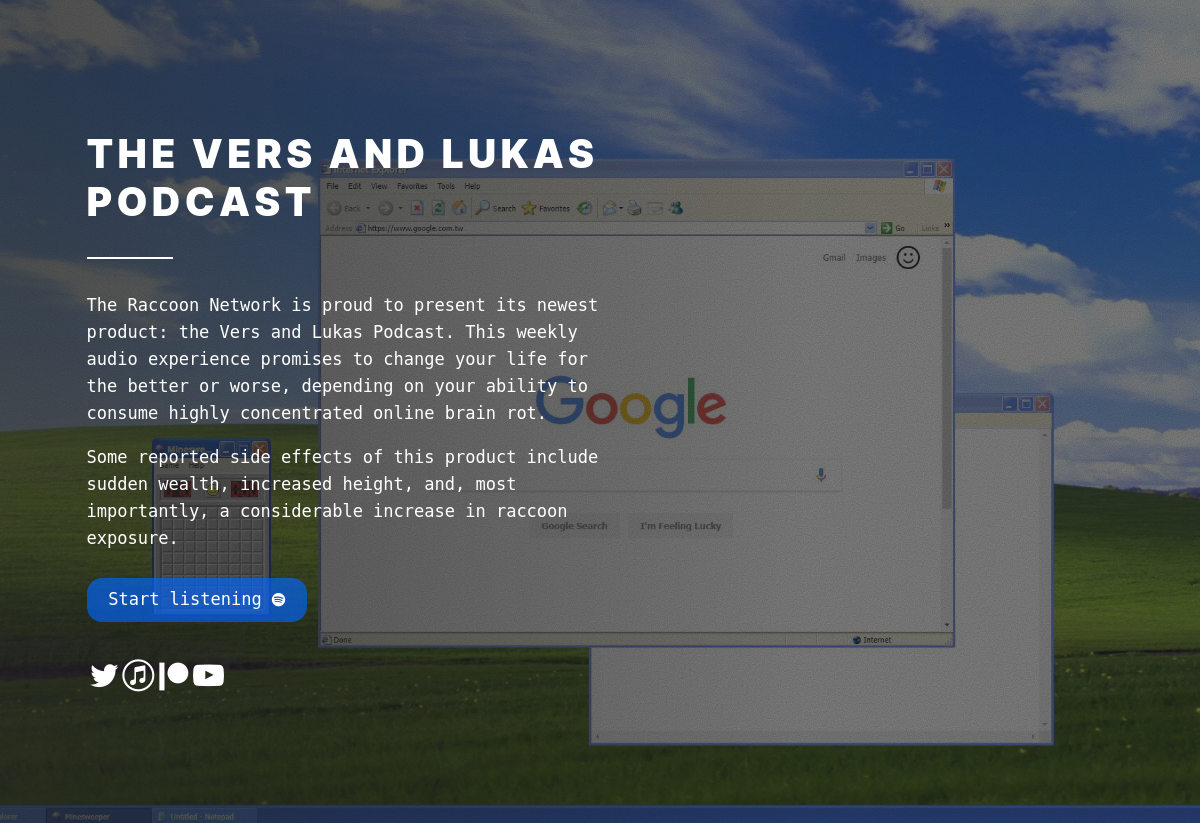 THE VERS AND LUKAS
PODCAST
Internet Explorer
File Edit View Favorites Tools Help
Back Search Favorites
Address https://www.google.com.tw Go Links »
Gmail Images
The Raccoon Network is proud to present its newest
product: the Vers and Lukas Podcast. This weekly
audio experience promises to change your life for
the better or worse, depending on your ability to
consume highly concentrated online brain rot.
Google
Some reported side effects of this product include
sudden wealth, increased height, and, most
importantly, a considerable increase in raccoon
exposure.
Help
Google Search I'm Feeling Lucky
Start listening
Done Internet
Minesweeper Untitled - Notepad